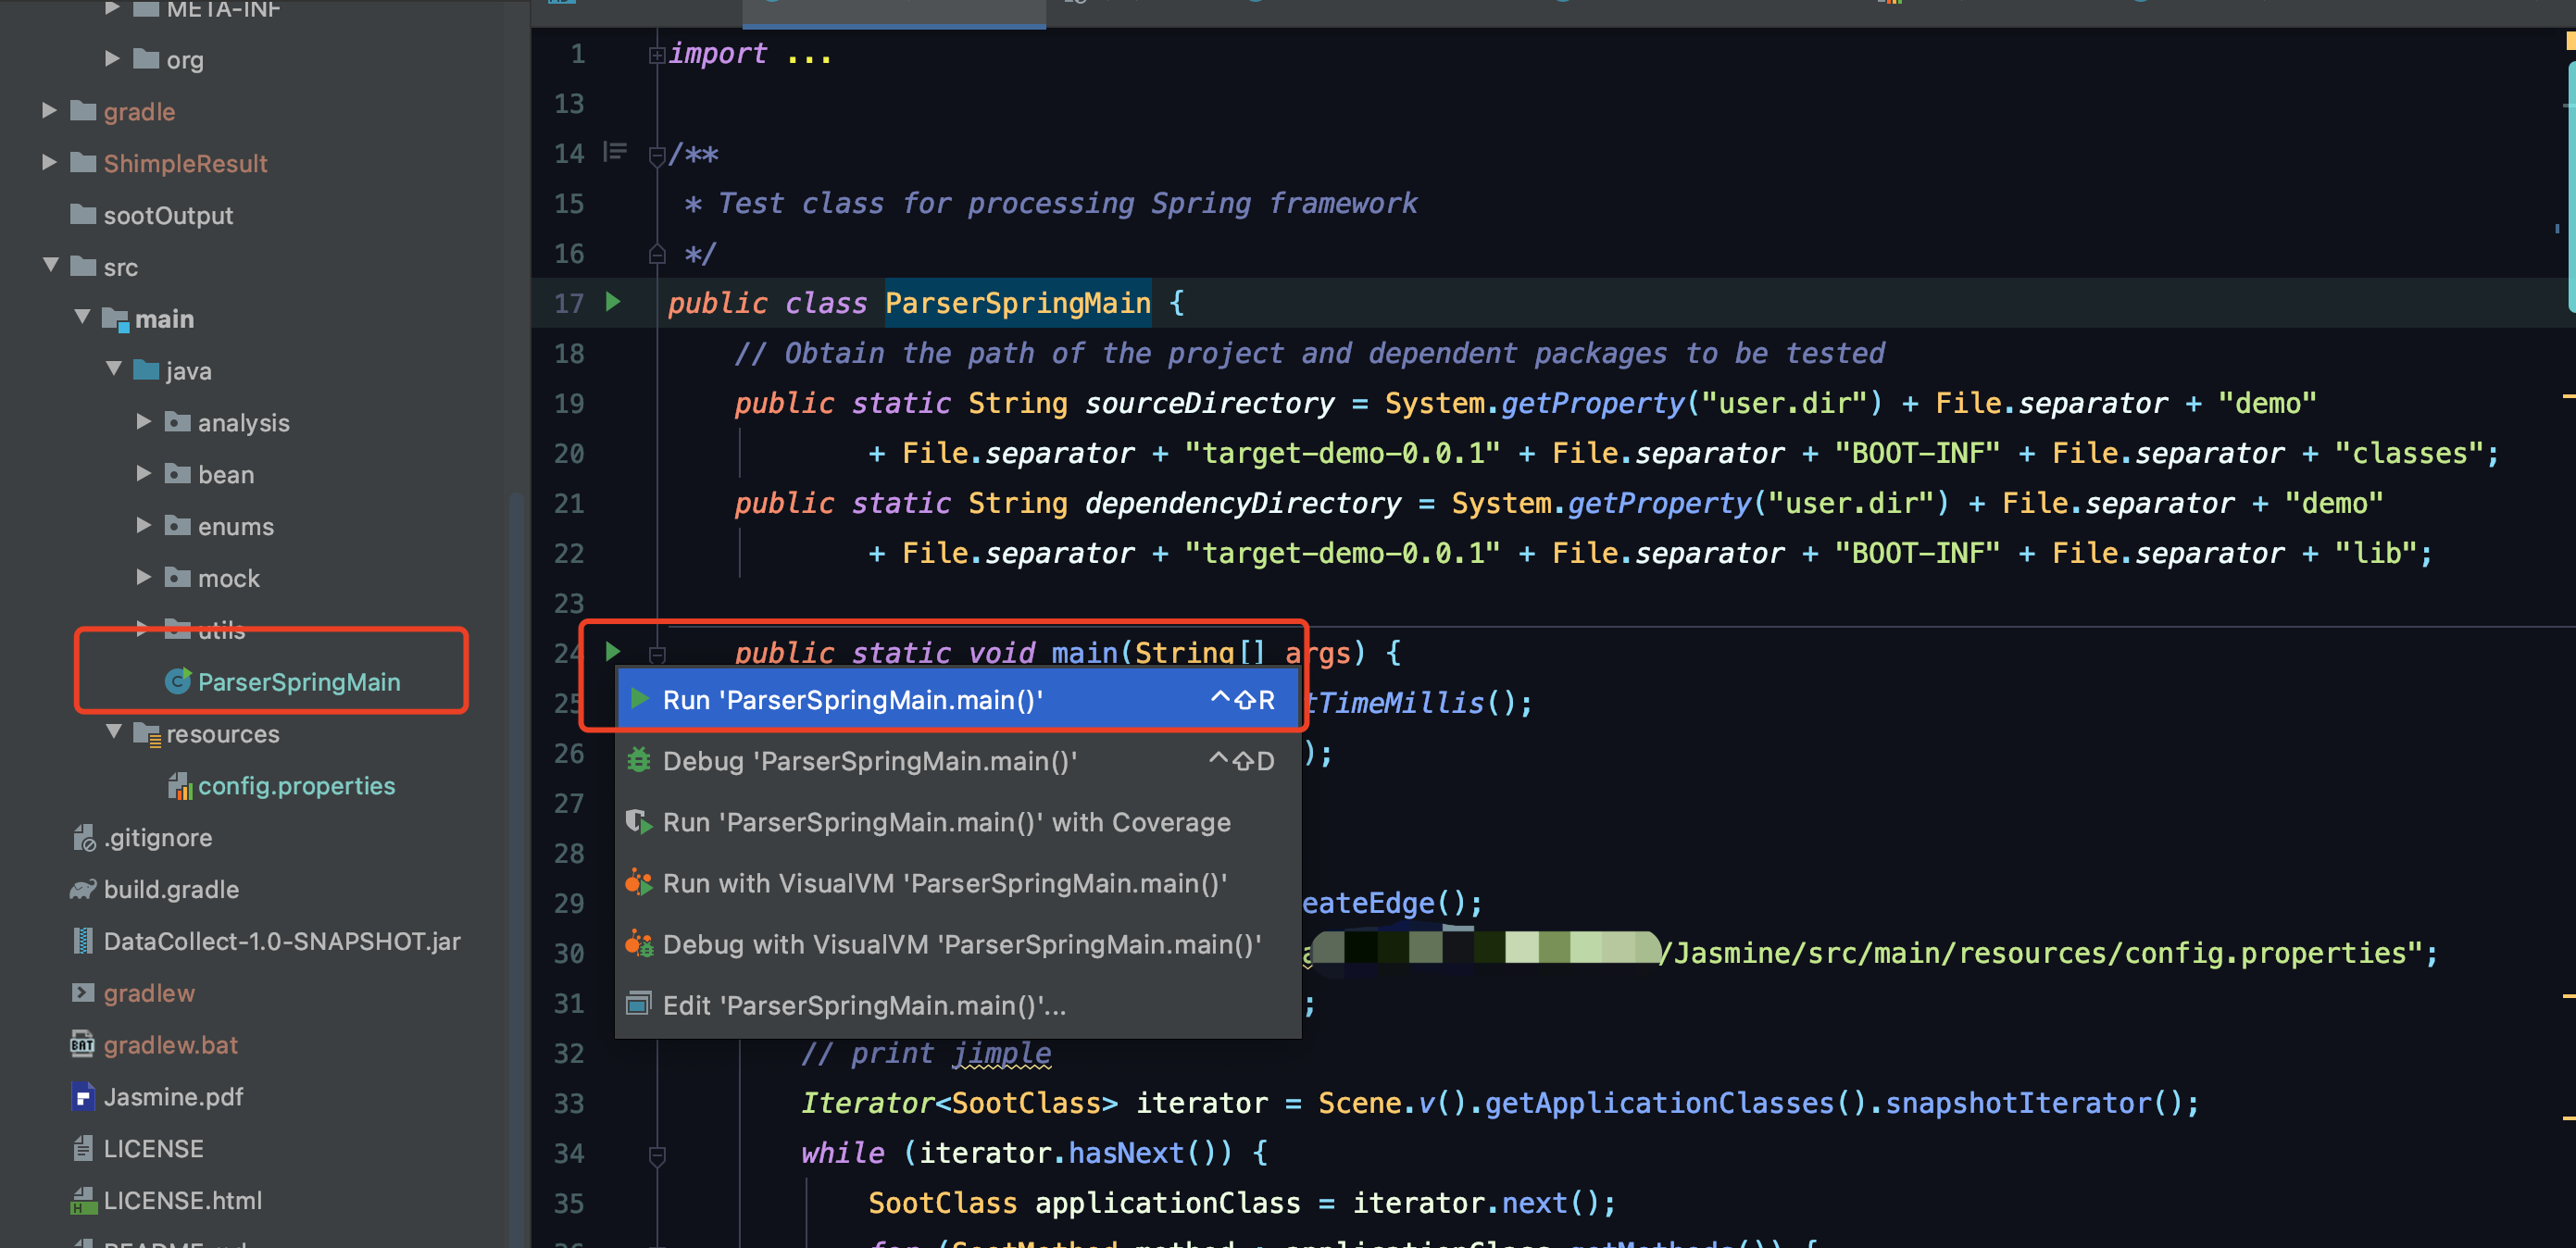 META-INF
org
gradle
ShimpleResult
sootOutput
src
main
java
analysis
bean
enums
mock
utils
ParserSpringMain
resources
config.properties
.gitignore
build.gradle
DataCollect-1.0-SNAPSHOT.jar
gradlew
gradlew.bat
Jasmine.pdf
LICENSE
LICENSE.html
1 import ...
13
14 /**
15 * Test class for processing Spring framework
16 */
17 public class ParserSpringMain {
18 // Obtain the path of the project and dependent packages to be tested
19 public static String sourceDirectory = System.getProperty("user.dir") + File.separator + "demo"
20 + File.separator + "target-demo-0.0.1" + File.separator + "BOOT-INF" + File.separator + "classes";
21 public static String dependencyDirectory = System.getProperty("user.dir") + File.separator + "demo"
22 + File.separator + "target-demo-0.0.1" + File.separator + "BOOT-INF" + File.separator + "lib";
23
24 public static void main(String[] args) {
25 tTimeMillis();
26 );
27
28
29 eateEdge();
30 /Jasmine/src/main/resources/config.properties";
31 ;
Run 'ParserSpringMain.main()' ^⇧R
Debug 'ParserSpringMain.main()' ^⇧D
Run 'ParserSpringMain.main()' with Coverage
Run with VisualVM 'ParserSpringMain.main()'
Debug with VisualVM 'ParserSpringMain.main()'
Edit 'ParserSpringMain.main()'...
32 // print jimple
33 Iterator<SootClass> iterator = Scene.v().getApplicationClasses().snapshotIterator();
34 while (iterator.hasNext()) {
35 SootClass applicationClass = iterator.next();